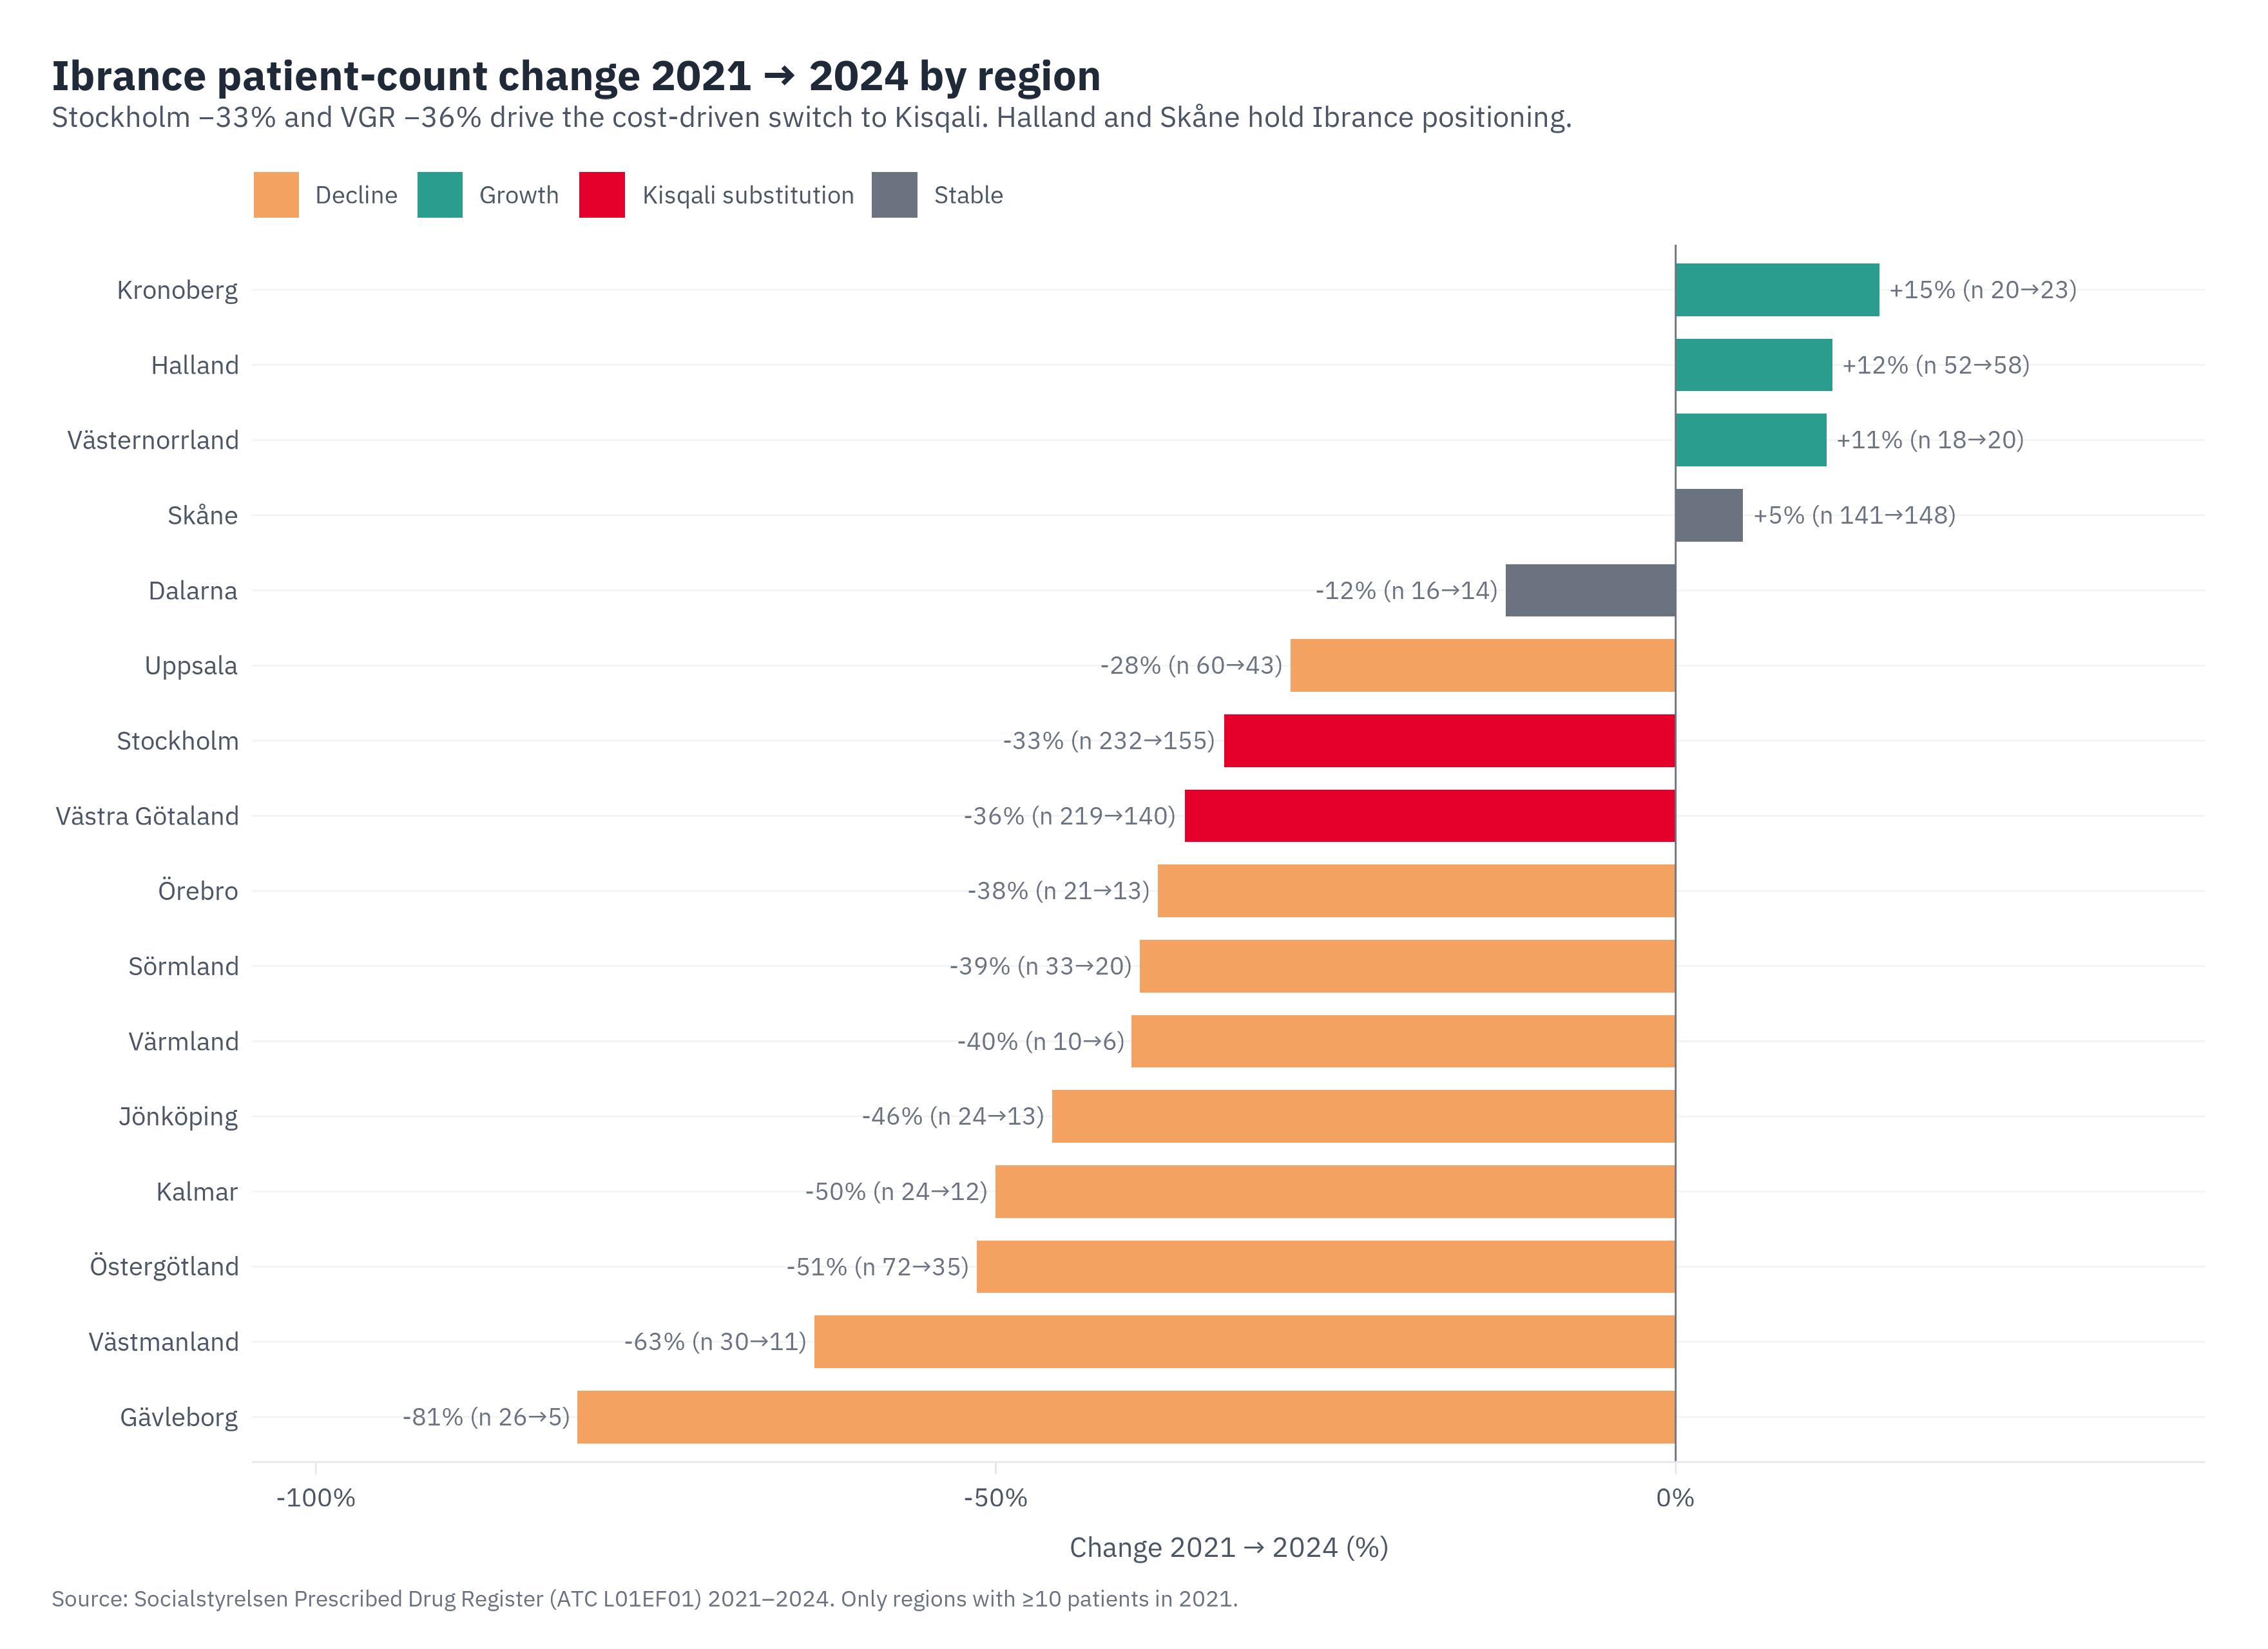 Ibrance patient-count change 2021 → 2024 by region
Stockholm −33% and VGR −36% drive the cost-driven switch to Kisqali. Halland and Skåne hold Ibrance positioning.
Decline Growth Kisqali substitution Stable
Kronoberg +15% (n 20→23)
Halland +12% (n 52→58)
Västernorrland +11% (n 18→20)
Skåne +5% (n 141→148)
Dalarna -12% (n 16→14)
Uppsala -28% (n 60→43)
Stockholm -33% (n 232→155)
Västra Götaland -36% (n 219→140)
Örebro -38% (n 21→13)
Sörmland -39% (n 33→20)
Värmland -40% (n 10→6)
Jönköping -46% (n 24→13)
Kalmar -50% (n 24→12)
Östergötland -51% (n 72→35)
Västmanland -63% (n 30→11)
Gävleborg -81% (n 26→5)
-100% -50% 0%
Change 2021 → 2024 (%)
Source: Socialstyrelsen Prescribed Drug Register (ATC L01EF01) 2021–2024. Only regions with ≥10 patients in 2021.